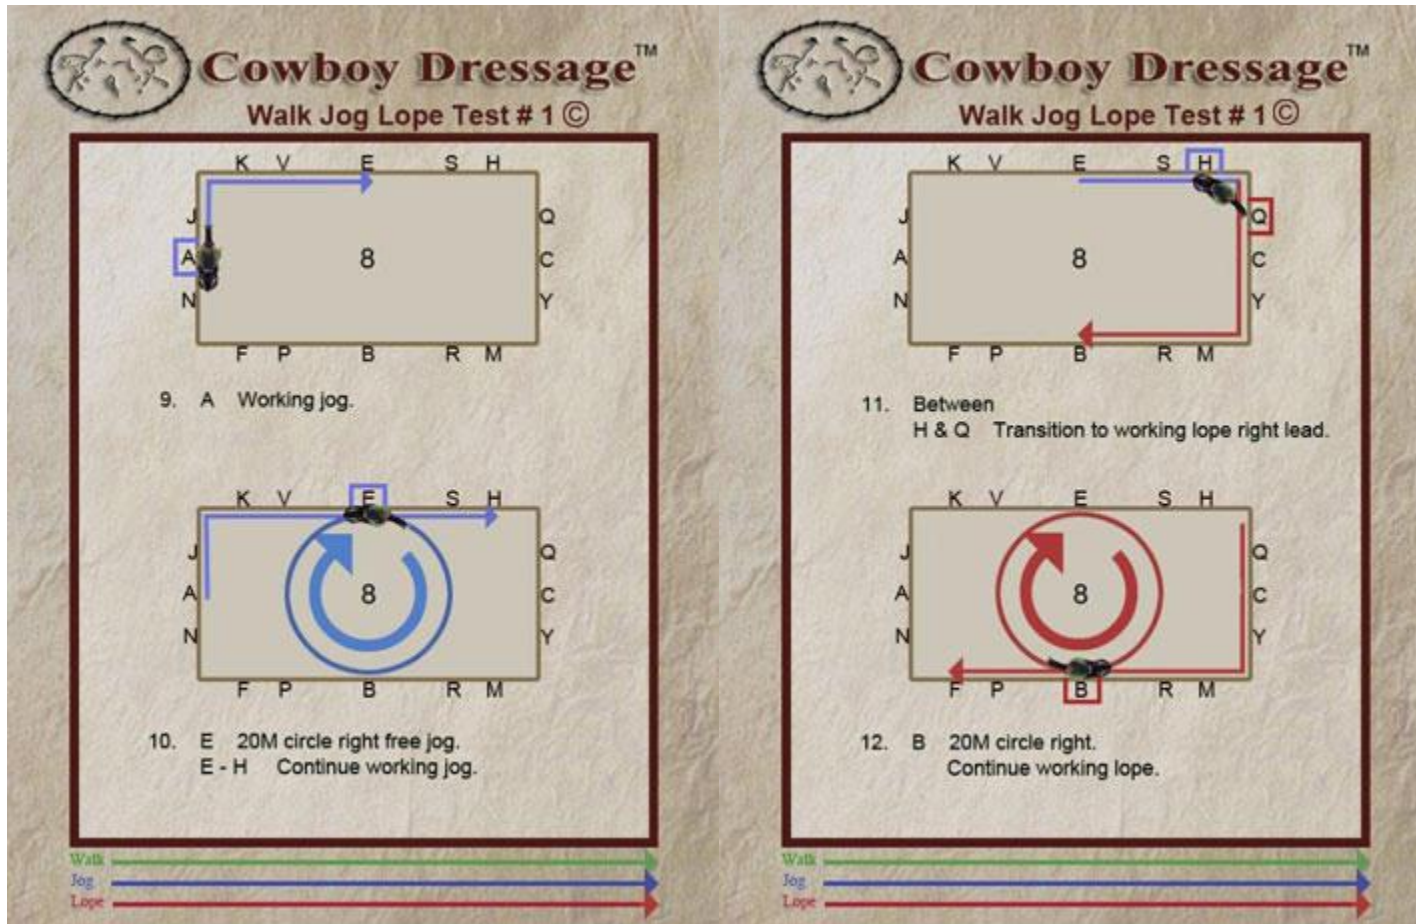 Cowboy Dressage™
Walk Jog Lope Test # 1 ©
K V E S H
J Q
A 8 C
N Y
F P B R M
9. A Working jog.
K V E S H
J Q
A 8 C
N Y
F P B R M
10. E 20M circle right free jog.
E - H Continue working jog.
Walk
Jog
Lope
Cowboy Dressage™
Walk Jog Lope Test # 1 ©
K V E S H
J Q
A 8 C
N Y
F P B R M
11. Between
H & Q Transition to working lope right lead.
K V E S H
J Q
A 8 C
N Y
F P B R M
12. B 20M circle right.
Continue working lope.
Walk
Jog
Lope